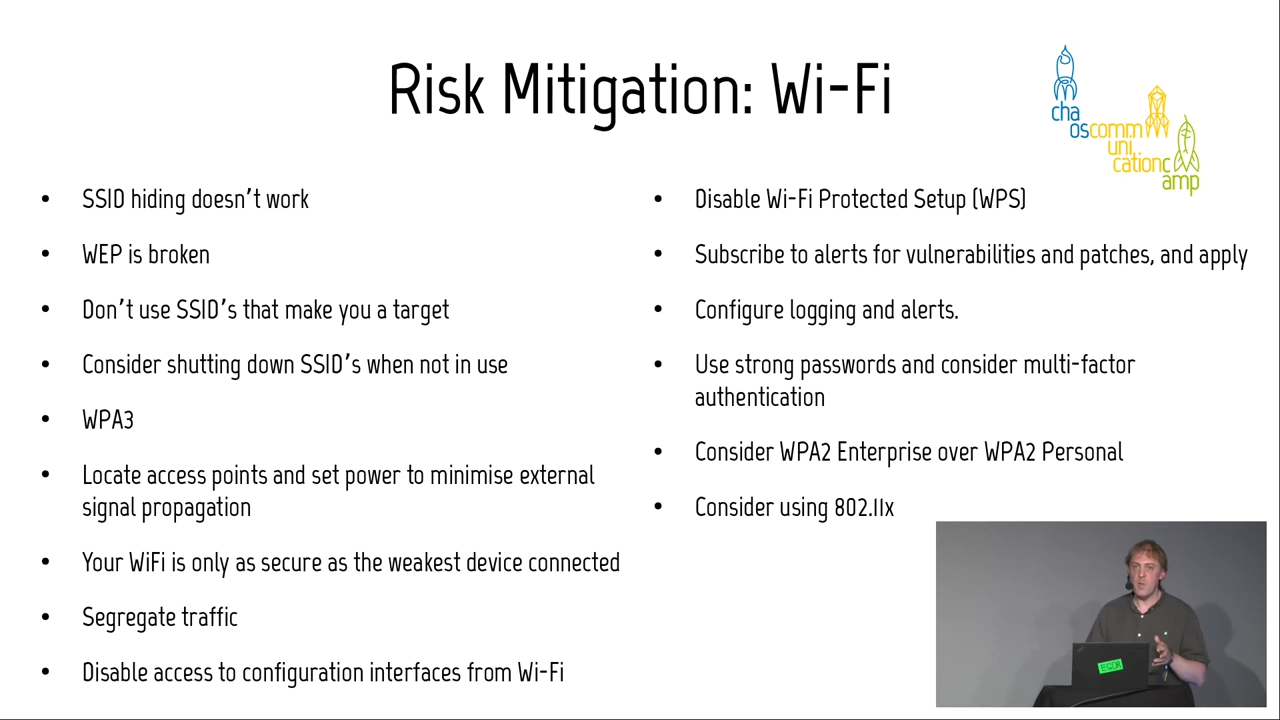 Risk Mitigation: Wi-Fi
cha
oscomm
uni
cationc
amp
• SSID hiding doesn't work
• WEP is broken
• Don't use SSID's that make you a target
• Consider shutting down SSID's when not in use
• WPA3
• Locate access points and set power to minimise external
signal propagation
• Your WiFi is only as secure as the weakest device connected
• Segregate traffic
• Disable access to configuration interfaces from Wi-Fi
• Disable Wi-Fi Protected Setup (WPS)
• Subscribe to alerts for vulnerabilities and patches, and apply
• Configure logging and alerts.
• Use strong passwords and consider multi-factor
authentication
• Consider WPA2 Enterprise over WPA2 Personal
• Consider using 802.11x